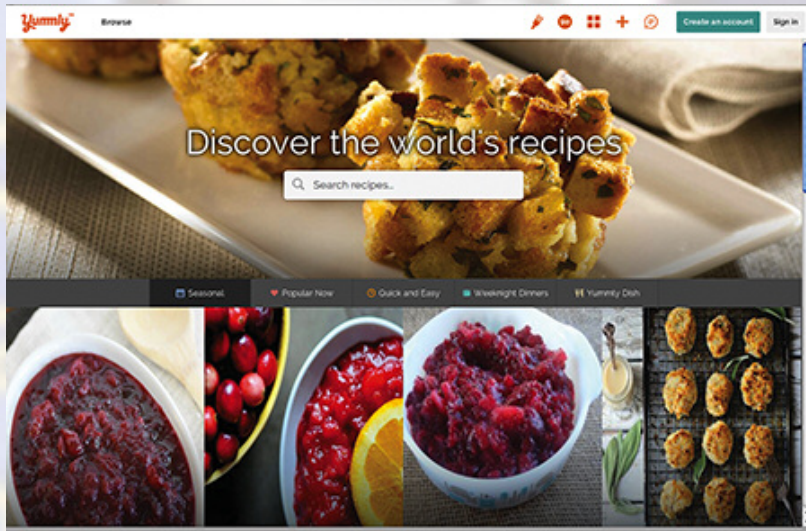 Yummly
Browse
Create an account
Sign in
Discover the world's recipes
Search recipes...
Seasonal
Popular Now
Quick and Easy
Weeknight Dinners
Yummly Dish